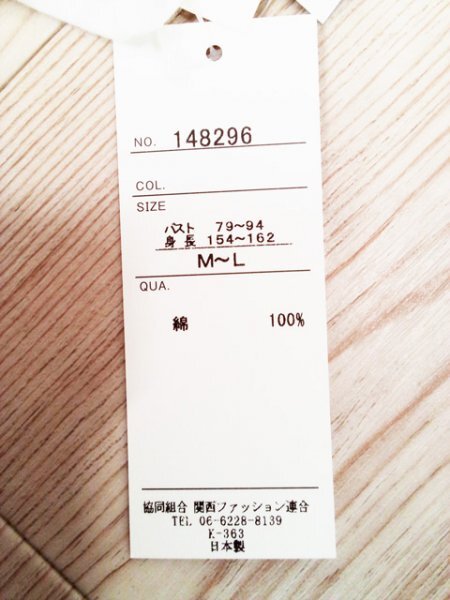 NO. 148296
COL.
SIZE
バスト 79〜94
身長 154〜162
M〜L
QUA.
綿 100%
協同組合 関西ファッション連合
TEL 06-6228-8139
K-363
日本製